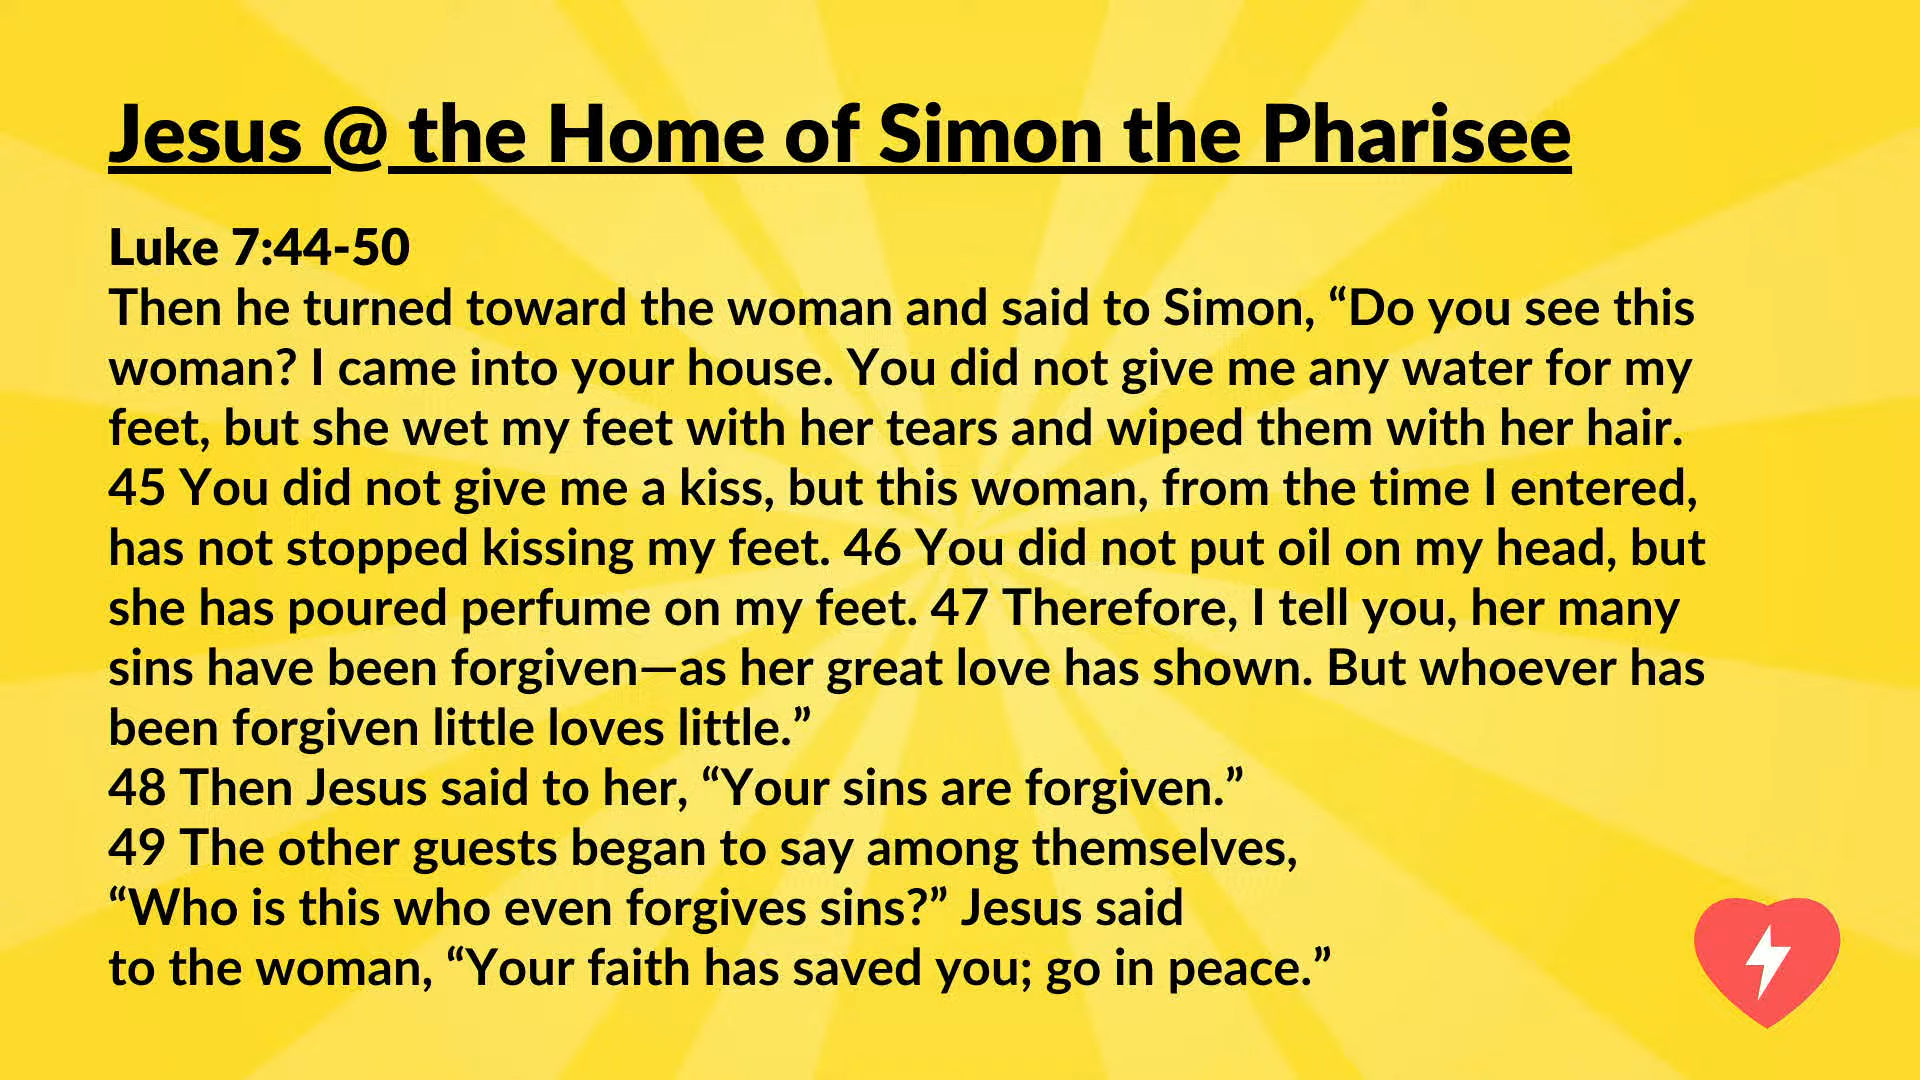 Jesus @ the Home of Simon the Pharisee
Luke 7:44-50
Then he turned toward the woman and said to Simon, “Do you see this
woman? I came into your house. You did not give me any water for my
feet, but she wet my feet with her tears and wiped them with her hair.
45 You did not give me a kiss, but this woman, from the time I entered,
has not stopped kissing my feet. 46 You did not put oil on my head, but
she has poured perfume on my feet. 47 Therefore, I tell you, her many
sins have been forgiven—as her great love has shown. But whoever has
been forgiven little loves little.”
48 Then Jesus said to her, “Your sins are forgiven.”
49 The other guests began to say among themselves,
“Who is this who even forgives sins?” Jesus said
to the woman, “Your faith has saved you; go in peace.”